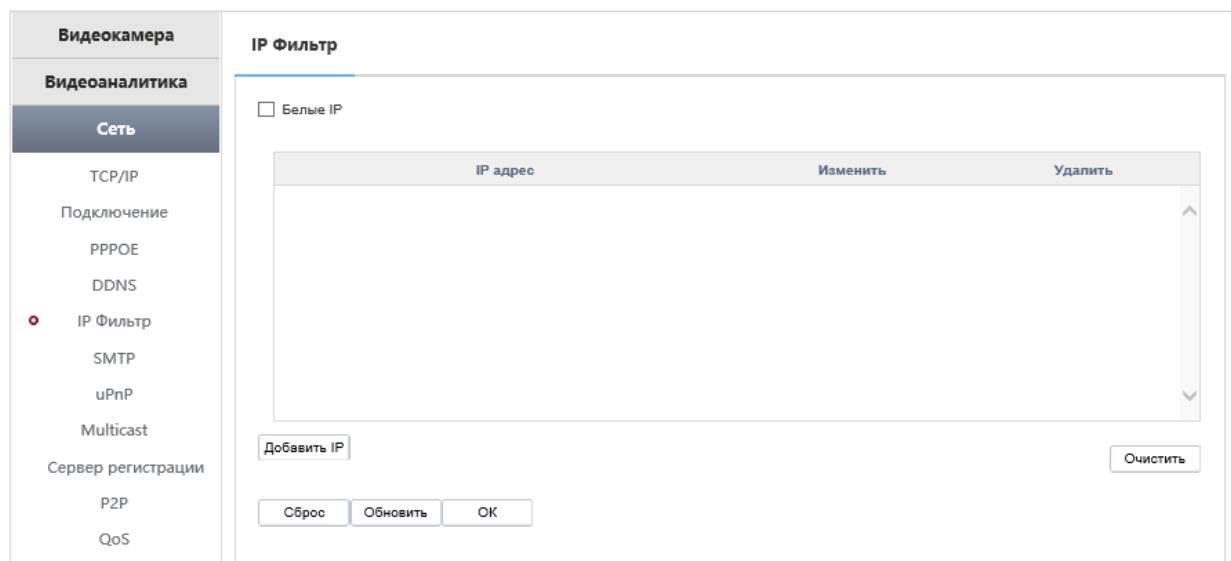 Видеокамера
Видеоаналитика
Сеть
TCP/IP
Подключение
PPPOE
DDNS
IP Фильтр
SMTP
uPnP
Multicast
Сервер регистрации
P2P
QoS
IP Фильтр
Белые IP
IP адрес Изменить Удалить
Добавить IP
Очистить
Сброс Обновить OK